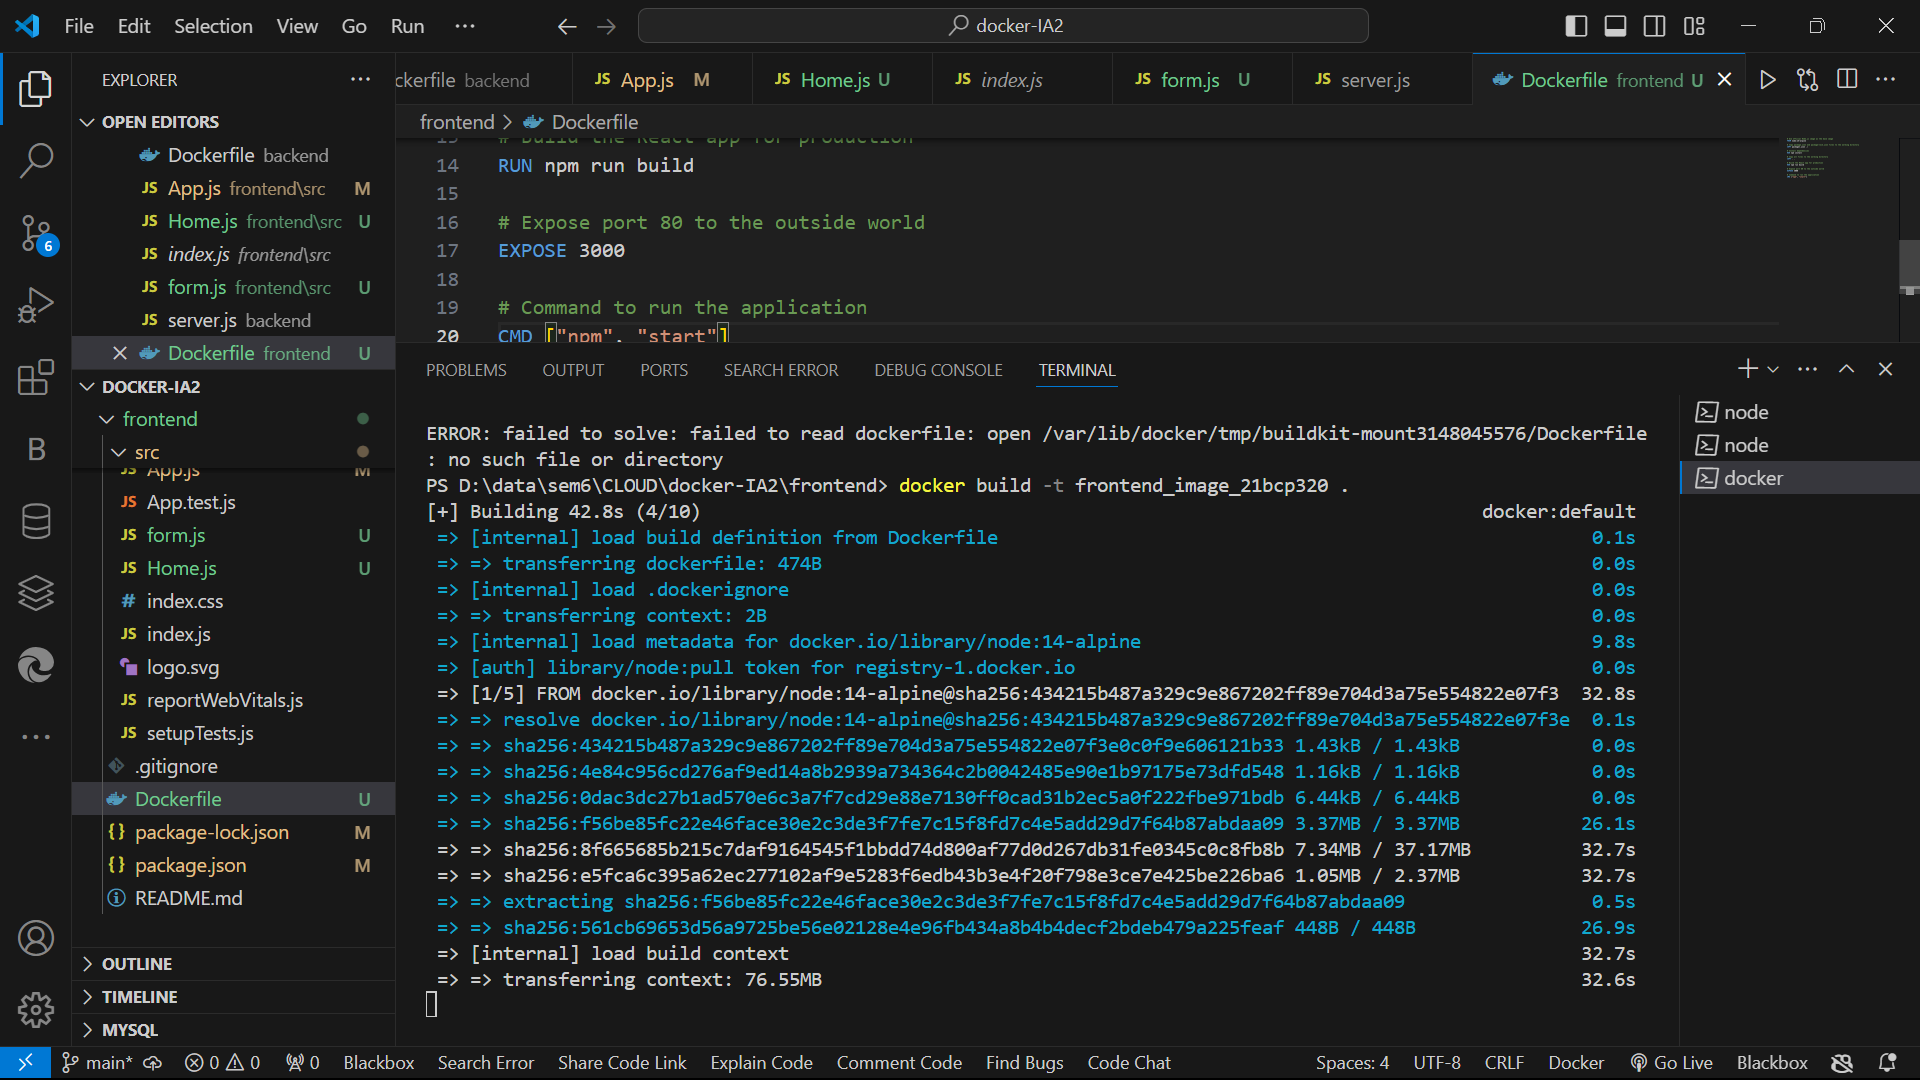 File Edit Selection View Go Run ···
docker-IA2
EXPLORER ···
OPEN EDITORS
Dockerfile backend
App.js frontend\src M
Home.js frontend\src U
index.js frontend\src
form.js frontend\src U
server.js backend
Dockerfile frontend U
DOCKER-IA2
frontend
src
App.js M
App.test.js
form.js U
Home.js U
index.css
index.js
logo.svg
reportWebVitals.js
setupTests.js
.gitignore
Dockerfile U
package-lock.json M
package.json M
README.md
OUTLINE
TIMELINE
MYSQL
6
B
ckerfile backend
JS App.js M
JS Home.js U
JS index.js
JS form.js U
JS server.js
Dockerfile frontend U
frontend > Dockerfile
13 # Build the React app for production
14 RUN npm run build
15
16 # Expose port 80 to the outside world
17 EXPOSE 3000
18
19 # Command to run the application
20 CMD ["npm", "start"]
PROBLEMS OUTPUT PORTS SEARCH ERROR DEBUG CONSOLE TERMINAL
ERROR: failed to solve: failed to read dockerfile: open /var/lib/docker/tmp/buildkit-mount3148045576/Dockerfile
: no such file or directory
PS D:\data\sem6\CLOUD\docker-IA2\frontend> docker build -t frontend_image_21bcp320 .
[+] Building 42.8s (4/10) docker:default
=> [internal] load build definition from Dockerfile 0.1s
=> => transferring dockerfile: 474B 0.0s
=> [internal] load .dockerignore 0.0s
=> => transferring context: 2B 0.0s
=> [internal] load metadata for docker.io/library/node:14-alpine 9.8s
=> [auth] library/node:pull token for registry-1.docker.io 0.0s
=> [1/5] FROM docker.io/library/node:14-alpine@sha256:434215b487a329c9e867202ff89e704d3a75e554822e07f3 32.8s
=> => resolve docker.io/library/node:14-alpine@sha256:434215b487a329c9e867202ff89e704d3a75e554822e07f3e 0.1s
=> => sha256:434215b487a329c9e867202ff89e704d3a75e554822e07f3e0c0f9e606121b33 1.43kB / 1.43kB 0.0s
=> => sha256:4e84c956cd276af9ed14a8b2939a734364c2b0042485e90e1b97175e73dfd548 1.16kB / 1.16kB 0.0s
=> => sha256:0dac3dc27b1ad570e6c3a7f7cd29e88e7130ff0cad31b2ec5a0f222fbe971bdb 6.44kB / 6.44kB 0.0s
=> => sha256:f56be85fc22e46face30e2c3de3f7fe7c15f8fd7c4e5add29d7f64b87abdaa09 3.37MB / 3.37MB 26.1s
=> => sha256:8f665685b215c7daf9164545f1bbdd74d800af77d0d267db31fe0345c0c8fb8b 7.34MB / 37.17MB 32.7s
=> => sha256:e5fca6c395a62ec277102af9e5283f6edb43b3e4f20f798e3ce7e425be226ba6 1.05MB / 2.37MB 32.7s
=> => extracting sha256:f56be85fc22e46face30e2c3de3f7fe7c15f8fd7c4e5add29d7f64b87abdaa09 0.5s
=> => sha256:561cb69653d56a9725be56e02128e4e96fb434a8b4b4decf2bdeb479a225feaf 448B / 448B 26.9s
=> [internal] load build context 32.7s
=> => transferring context: 76.55MB 32.6s
node
node
docker
main* 0 0 0 Blackbox Search Error Share Code Link Explain Code Comment Code Find Bugs Code Chat Spaces: 4 UTF-8 CRLF Docker Go Live Blackbox